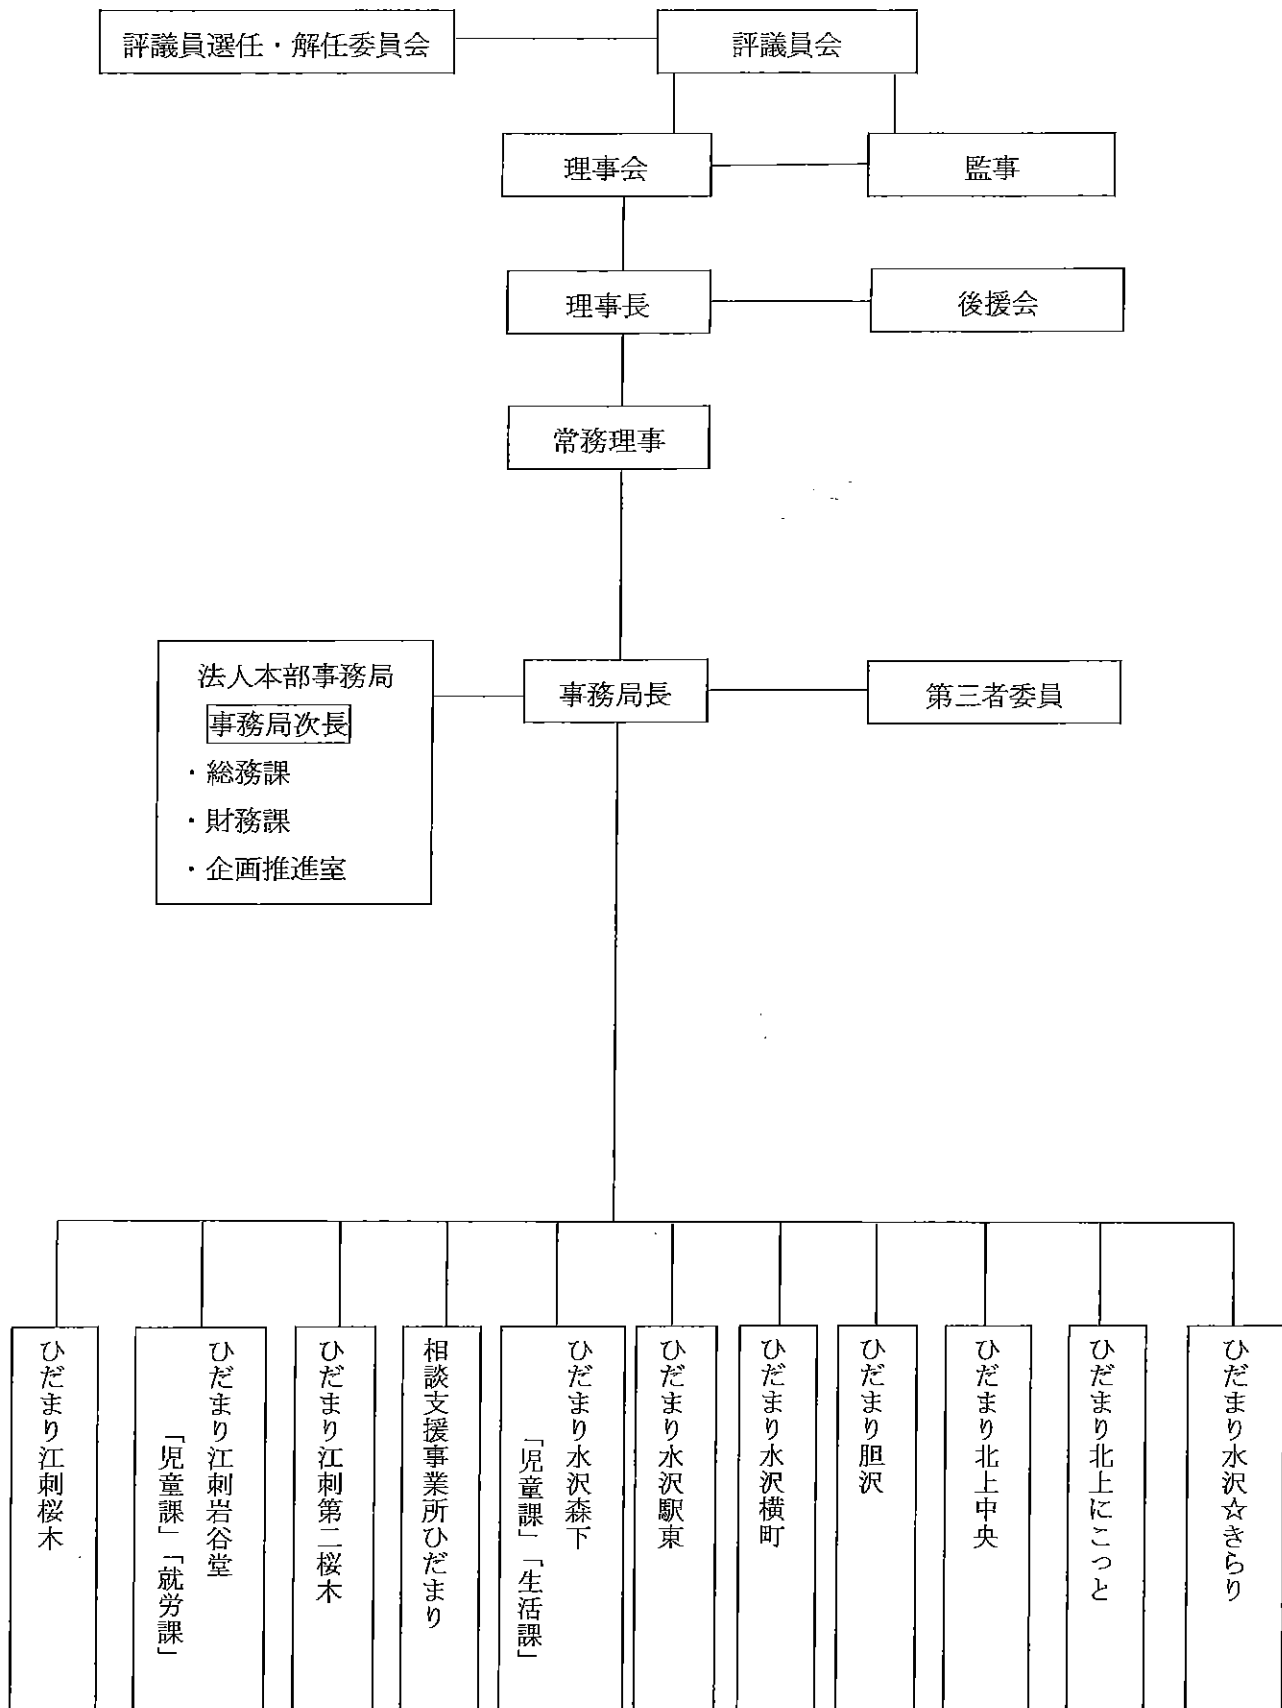 評議員選任・解任委員会
評議員会
理事会
監事
理事長
後援会
常務理事
法人本部事務局
事務局次長
・総務課
・財務課
・企画推進室
事務局長
第三者委員
ひだまり江刺桜木
ひだまり江刺岩谷堂
「児童課」「就労課」
ひだまり江刺第二桜木
相談支援事業所ひだまり
ひだまり水沢森下
「児童課」「生活課」
ひだまり水沢駅東
ひだまり水沢横町
ひだまり胆沢
ひだまり北上中央
ひだまり北上にこっと
ひだまり水沢☆きらり